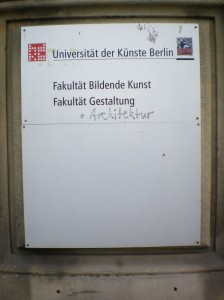 Universität der Künste Berlin
Fakultät Bildende Kunst
Fakultät Gestaltung
+ Architektur